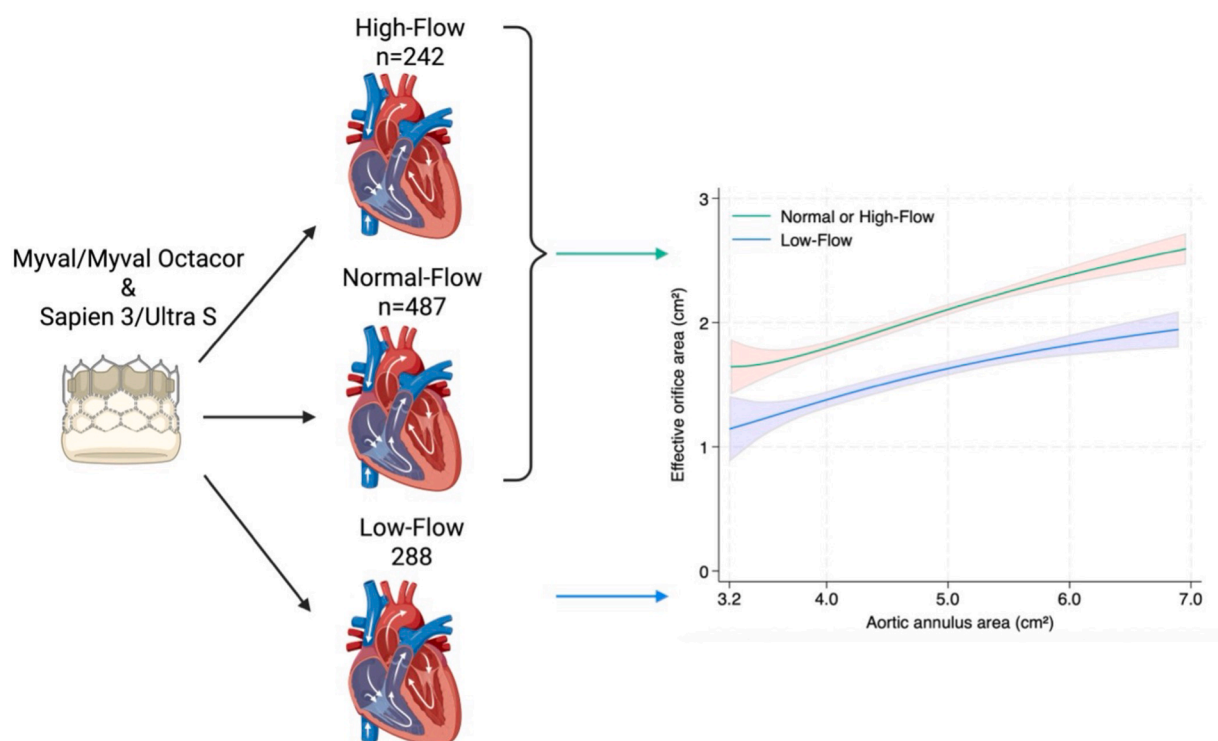 High-Flow
n=242
Myval/Myval Octacor
&
Sapien 3/Ultra S
Normal-Flow
n=487
Low-Flow
288
Normal or High-Flow
Low-Flow
Effective orifice area (cm²)
3
2
1
0
3.2 4.0 5.0 6.0 7.0
Aortic annulus area (cm²)